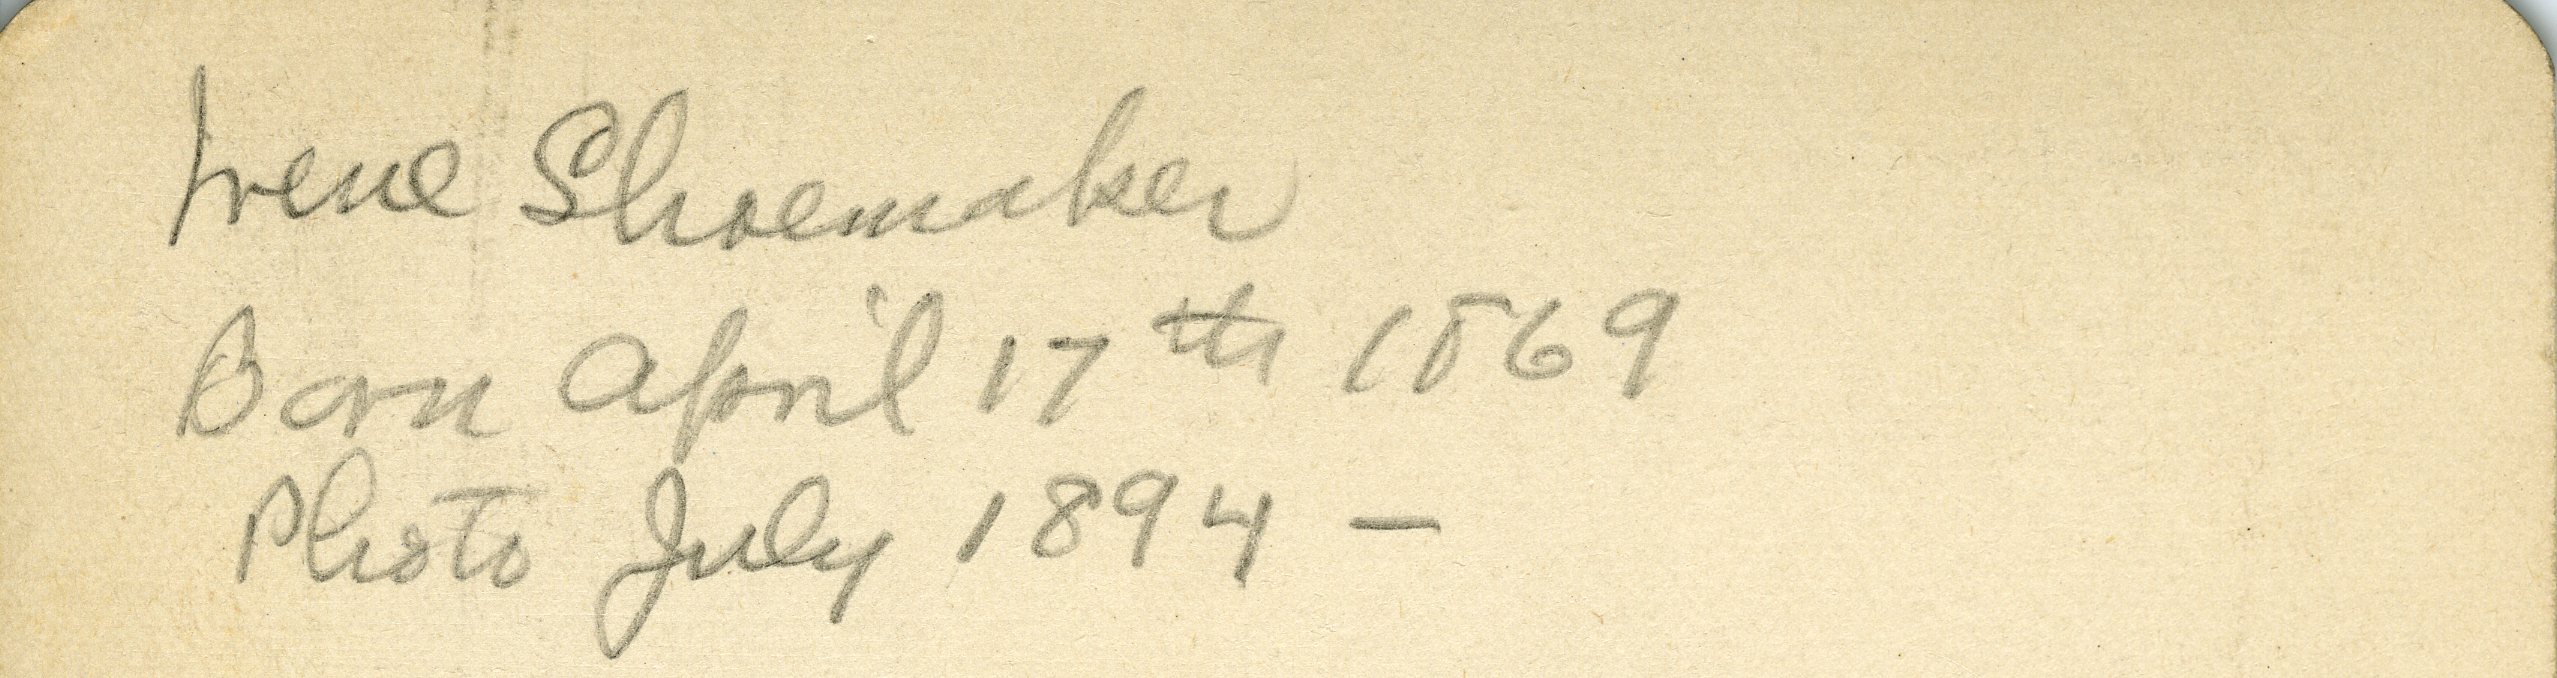 Irene Shoemaker
Born April 17th 1869
Photo July 1894 –